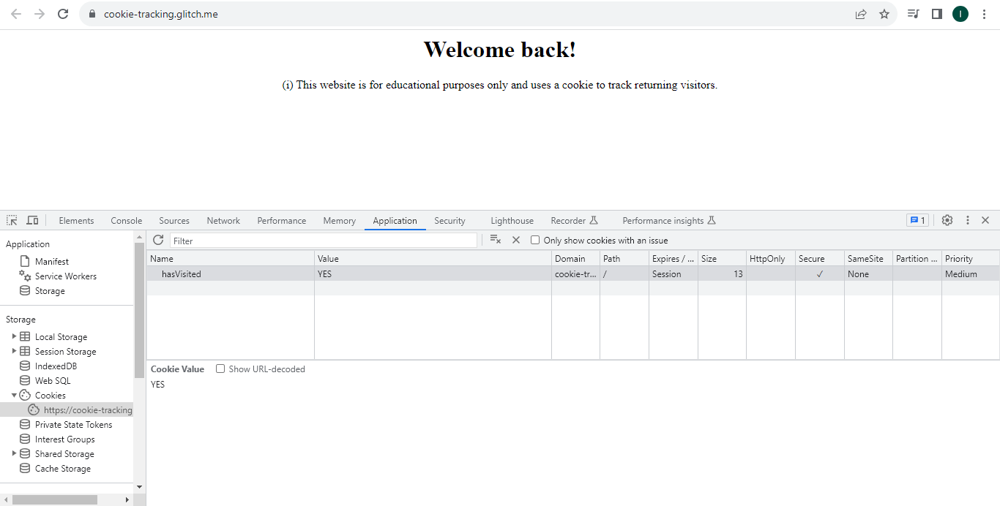 cookie-tracking.glitch.me
I
Welcome back!
(i) This website is for educational purposes only and uses a cookie to track returning visitors.
Elements Console Sources Network Performance Memory Application Security Lighthouse Recorder Performance insights 1
Application
Manifest
Service Workers
Storage
Storage
Local Storage
Session Storage
IndexedDB
Web SQL
Cookies
https://cookie-tracking
Private State Tokens
Interest Groups
Shared Storage
Cache Storage
Filter Only show cookies with an issue
Name Value Domain Path Expires / ... Size HttpOnly Secure SameSite Partition ... Priority
hasVisited YES cookie-tr... / Session 13 ✓ None Medium
Cookie Value Show URL-decoded
YES